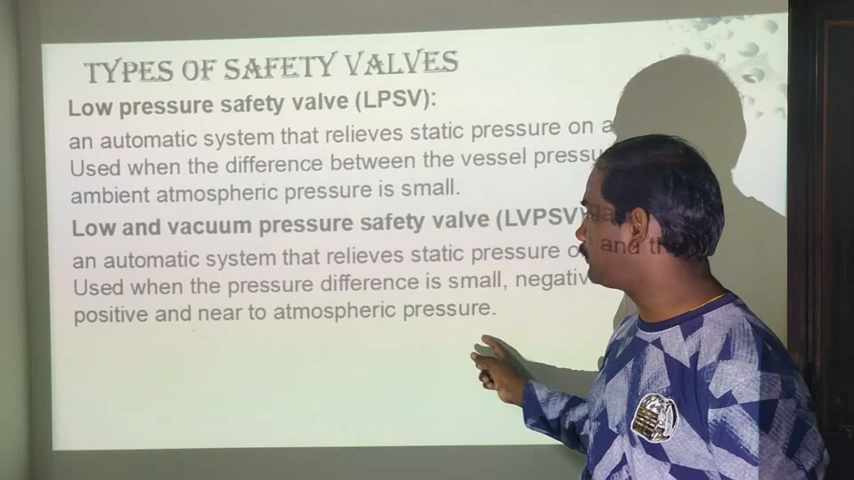 TYPES OF SAFETY VALVES
Low pressure safety valve (LPSV):
an automatic system that relieves static pressure on a
Used when the difference between the vessel pressu
ambient atmospheric pressure is small.
Low and vacuum pressure safety valve (LVPSV)
an automatic system that relieves static pressure o
and the
Used when the pressure difference is small, negativ
positive and near to atmospheric pressure.